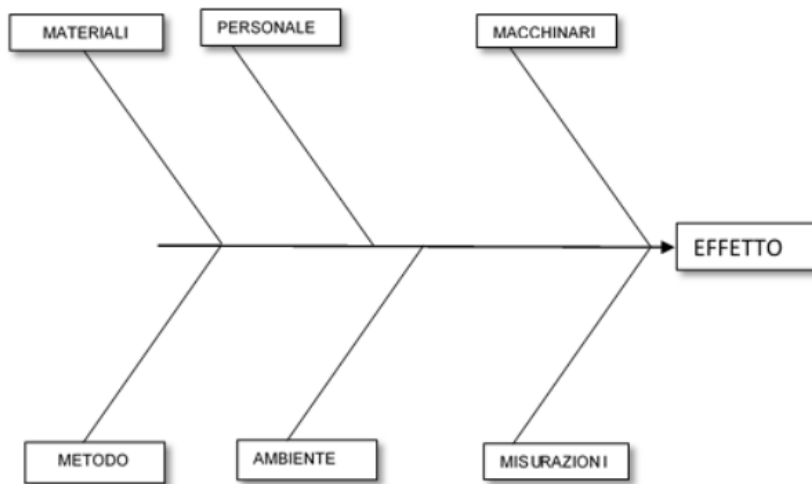 MATERIALI
PERSONALE
MACCHINARI
EFFETTO
METODO
AMBIENTE
MISURAZIONI